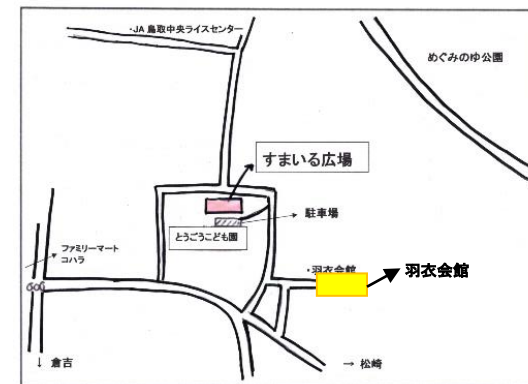 ・JA鳥取中央ライスセンター
めぐみのゆ公園
すまいる広場
駐車場
とうごうこども園
ファミリーマート
コハラ
・羽衣会館
羽衣会館
↓ 倉吉
→ 松崎